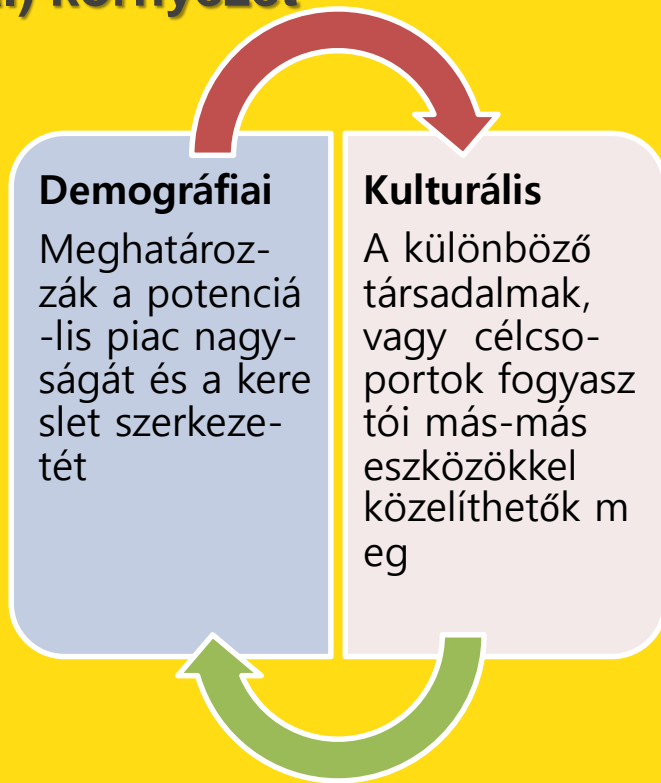 környezet
Demográfiai
Meghatároz-
zák a potenciá
-lis piac nagy-
ságát és a kere
slet szerkeze-
tét
Kulturális
A különböző
társadalmak,
vagy célcso-
portok fogyasz
tói más-más
eszközökkel
közelíthetők m
eg